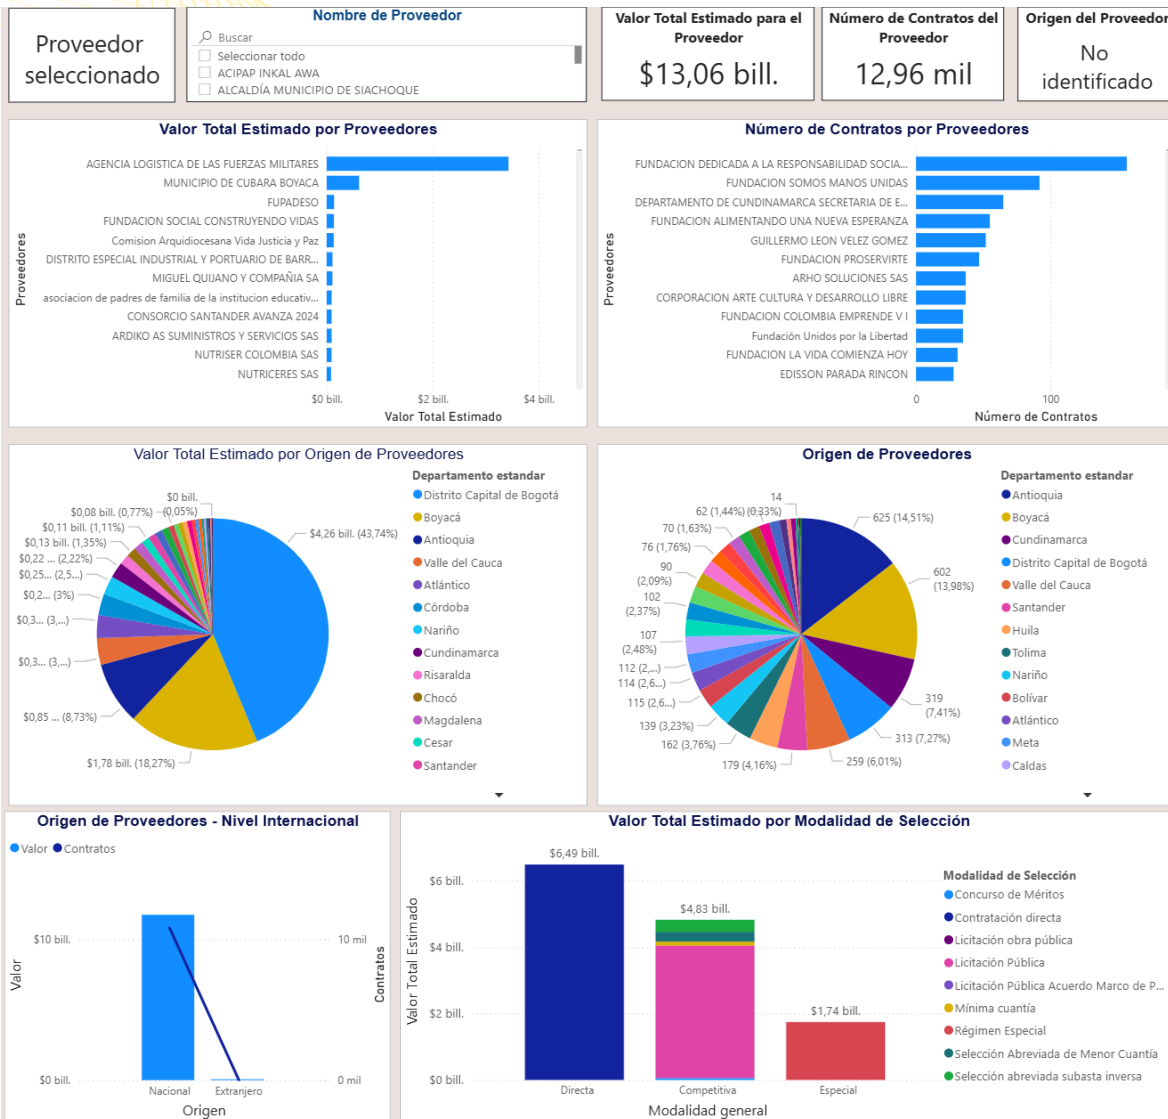 Proveedor
seleccionado
Nombre de Proveedor
Buscar
Seleccionar todo
ACIPAP INKAL AWA
ALCALDÍA MUNICIPIO DE SIACHOQUE
Valor Total Estimado para el
Proveedor
$13,06 bill.
Número de Contratos del
Proveedor
12,96 mil
Origen del Proveedor
No
identificado
Valor Total Estimado por Proveedores
Proveedores
AGENCIA LOGISTICA DE LAS FUERZAS MILITARES
MUNICIPIO DE CUBARA BOYACA
FUPADESO
FUNDACION SOCIAL CONSTRUYENDO VIDAS
Comision Arquidiocesana Vida Justicia y Paz
DISTRITO ESPECIAL INDUSTRIAL Y PORTUARIO DE BARR...
MIGUEL QUIJANO Y COMPAÑIA SA
asociacion de padres de familia de la institucion educativ...
CONSORCIO SANTANDER AVANZA 2024
ARDIKO AS SUMINISTROS Y SERVICIOS SAS
NUTRISER COLOMBIA SAS
NUTRICERES SAS
$0 bill. $2 bill. $4 bill.
Valor Total Estimado
Número de Contratos por Proveedores
Proveedores
FUNDACION DEDICADA A LA RESPONSABILIDAD SOCIA...
FUNDACION SOMOS MANOS UNIDAS
DEPARTAMENTO DE CUNDINAMARCA SECRETARIA DE E...
FUNDACION ALIMENTANDO UNA NUEVA ESPERANZA
GUILLERMO LEON VELEZ GOMEZ
FUNDACION PROSERVIRTE
ARHO SOLUCIONES SAS
CORPORACION ARTE CULTURA Y DESARROLLO LIBRE
FUNDACION COLOMBIA EMPRENDE V I
Fundación Unidos por la Libertad
FUNDACION LA VIDA COMIENZA HOY
EDISSON PARADA RINCON
0 100
Número de Contratos
Valor Total Estimado por Origen de Proveedores
$0 bill.
(0,05%)
$0,08 bill. (0,77%)
$0,11 bill. (1,11%)
$0,13 bill. (1,35%)
$0,22 ... (2,22%)
$0,25... (2,5...)
$0,2... (3%)
$0,3... (3,...)
$0,3... (3,...)
$0,85 ... (8,73%)
$1,78 bill. (18,27%)
$4,26 bill. (43,74%)
Departamento estandar
Distrito Capital de Bogotá
Boyacá
Antioquia
Valle del Cauca
Atlántico
Córdoba
Nariño
Cundinamarca
Risaralda
Chocó
Magdalena
Cesar
Santander
Origen de Proveedores
14
(0,33%)
62 (1,44%)
70 (1,63%)
76 (1,76%)
90
(2,09%)
102
(2,37%)
107
(2,48%)
112 (2,...)
114 (2,6...)
115 (2,6...)
139 (3,23%)
162 (3,76%)
179 (4,16%)
259 (6,01%)
313 (7,27%)
319
(7,41%)
602
(13,98%)
625 (14,51%)
Departamento estandar
Antioquia
Boyacá
Cundinamarca
Distrito Capital de Bogotá
Valle del Cauca
Santander
Huila
Tolima
Nariño
Bolívar
Atlántico
Meta
Caldas
Origen de Proveedores - Nivel Internacional
Valor Contratos
Valor
$10 bill.
$0 bill.
10 mil
0 mil
Contratos
Nacional Extranjero
Origen
Valor Total Estimado por Modalidad de Selección
Valor Total Estimado
$6 bill.
$4 bill.
$2 bill.
$0 bill.
$6,49 bill.
$4,83 bill.
$1,74 bill.
Directa Competitiva Especial
Modalidad general
Modalidad de Selección
Concurso de Méritos
Contratación directa
Licitación obra pública
Licitación Pública
Licitación Pública Acuerdo Marco de P...
Mínima cuantía
Régimen Especial
Selección Abreviada de Menor Cuantía
Selección abreviada subasta inversa